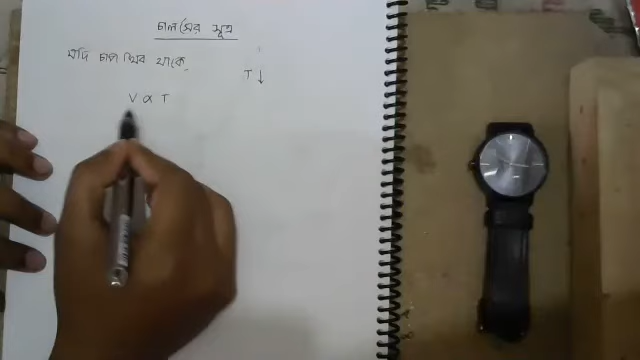 চালসের সূত্র
যদি চাপ স্থির থাকে
T ↓
V ∝ T